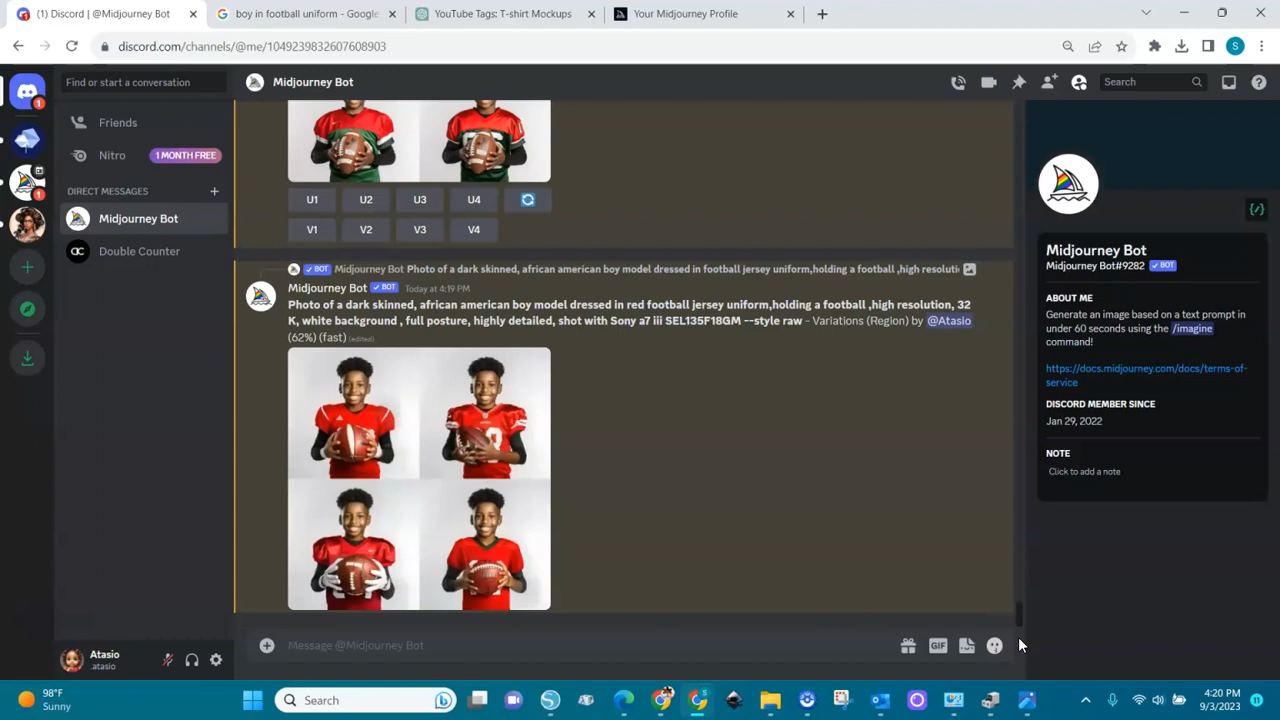 (1) Discord | @Midjourney Bot
boy in football uniform - Google
YouTube Tags: T-shirt Mockups
Your Midjourney Profile
discord.com/channels/@me/1049239832607608903
Find or start a conversation
Midjourney Bot
Search
1
Friends
Nitro
1 MONTH FREE
DIRECT MESSAGES
1
Midjourney Bot
Double Counter
U1 U2 U3 U4
V1 V2 V3 V4
BOT Midjourney Bot Photo of a dark skinned, african american boy model dressed in football jersey uniform,holding a football ,high resolutic
Midjourney Bot BOT Today at 4:19 PM
Photo of a dark skinned, african american boy model dressed in red football jersey uniform,holding a football ,high resolution, 32
K, white background , full posture, highly detailed, shot with Sony a7 iii SEL135F18GM --style raw - Variations (Region) by @Atasio
(62%) (fast) (edited)
Message @Midjourney Bot
GIF
Atasio
.atasio
Midjourney Bot
Midjourney Bot#9282 BOT
ABOUT ME
Generate an image based on a text prompt in
under 60 seconds using the /imagine
command!
https://docs.midjourney.com/docs/terms-of-
service
DISCORD MEMBER SINCE
Jan 29, 2022
NOTE
Click to add a note
98°F
Sunny
Search
4:20 PM
9/3/2023